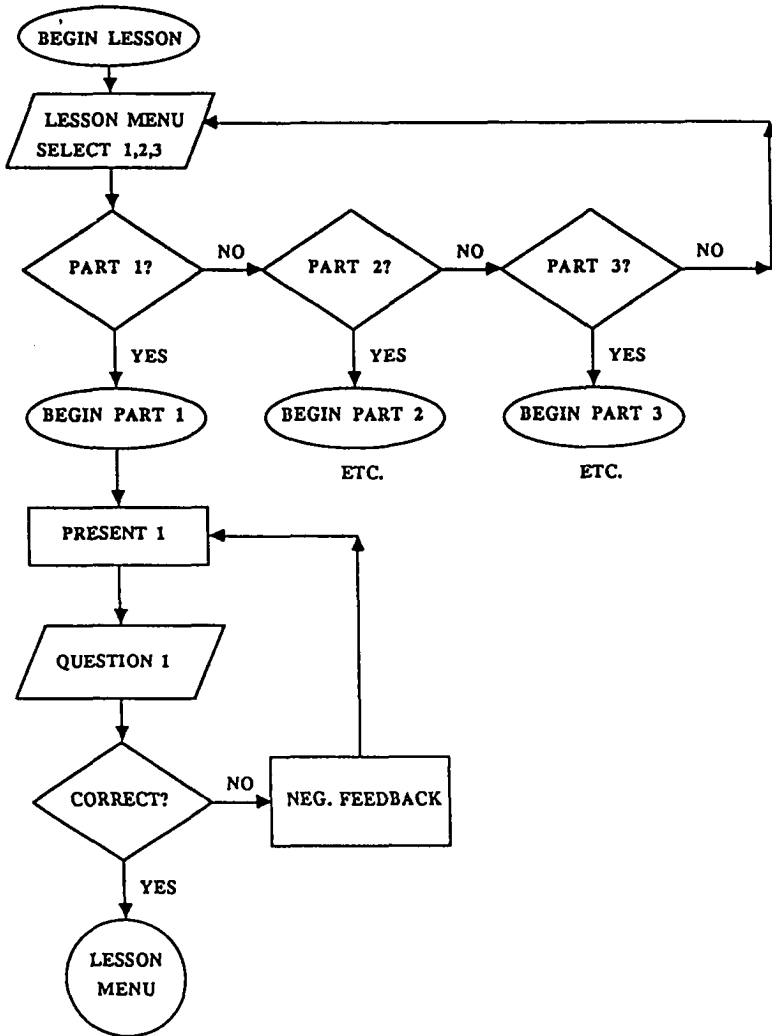 BEGIN LESSON
LESSON MENU
SELECT 1,2,3
PART 1?
NO
PART 2?
NO
PART 3?
NO
YES
YES
YES
BEGIN PART 1
BEGIN PART 2
BEGIN PART 3
ETC.
ETC.
PRESENT 1
QUESTION 1
CORRECT?
NO
NEG. FEEDBACK
YES
LESSON
MENU